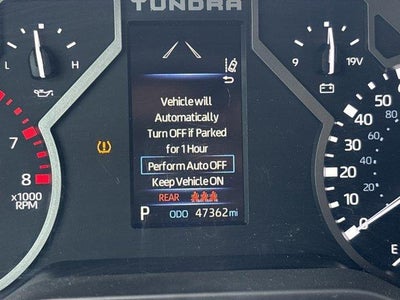 TUNDRA
L H
9 19V
Vehicle will
Automatically
Turn OFF if Parked
for 1 Hour
Perform Auto OFF
Keep Vehicle ON
REAR
P ODO 47362 mi
7
8
x1000
RPM
60
50
80
40
60
30
40
20
20
10
0
E